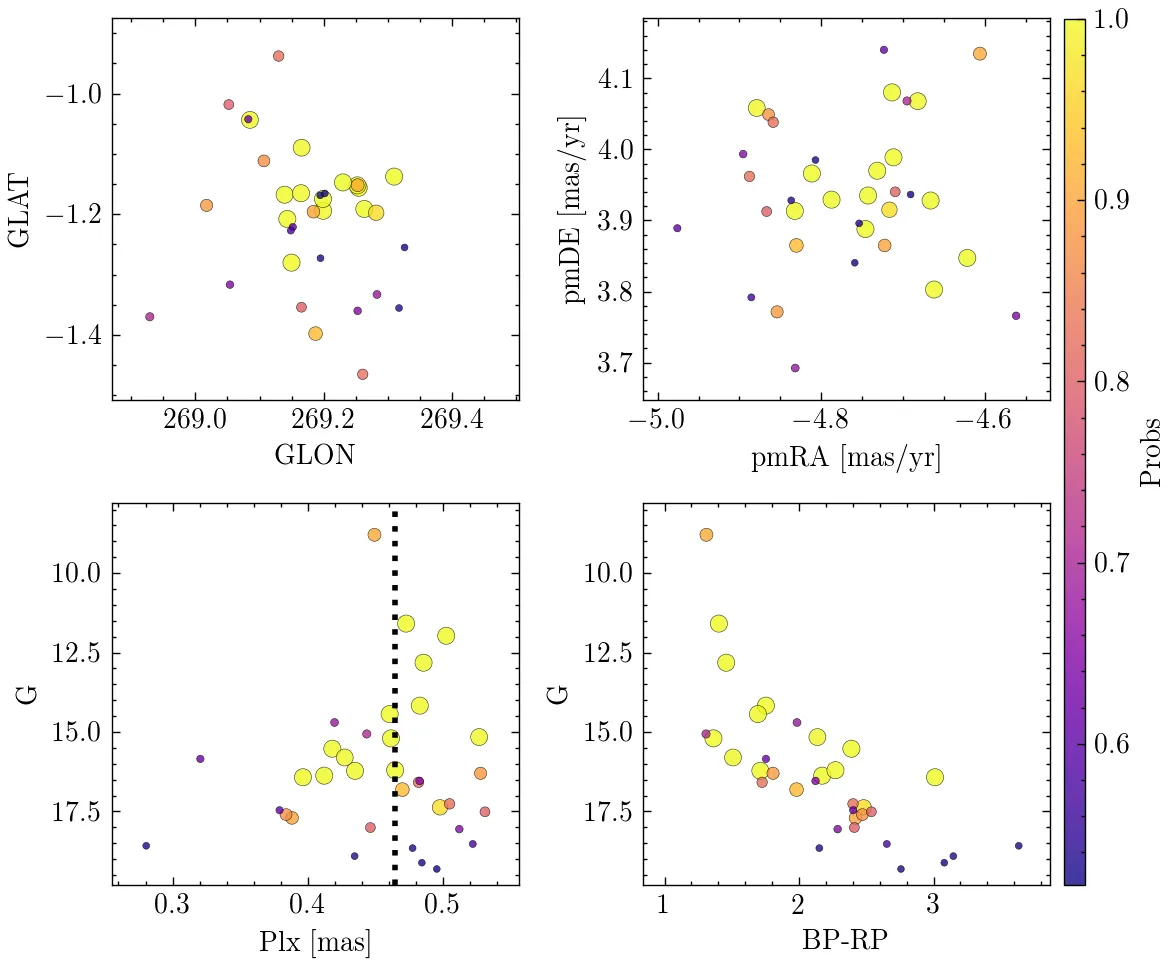 −1.0
−1.2
−1.4
GLAT
269.0 269.2 269.4
GLON
4.1
4.0
3.9
3.8
3.7
pmDE [mas/yr]
−5.0 −4.8 −4.6
pmRA [mas/yr]
1.0
0.9
0.8
0.7
0.6
Probs
10.0
12.5
15.0
17.5
G
0.3 0.4 0.5
Plx [mas]
10.0
12.5
15.0
17.5
G
1 2 3
BP-RP